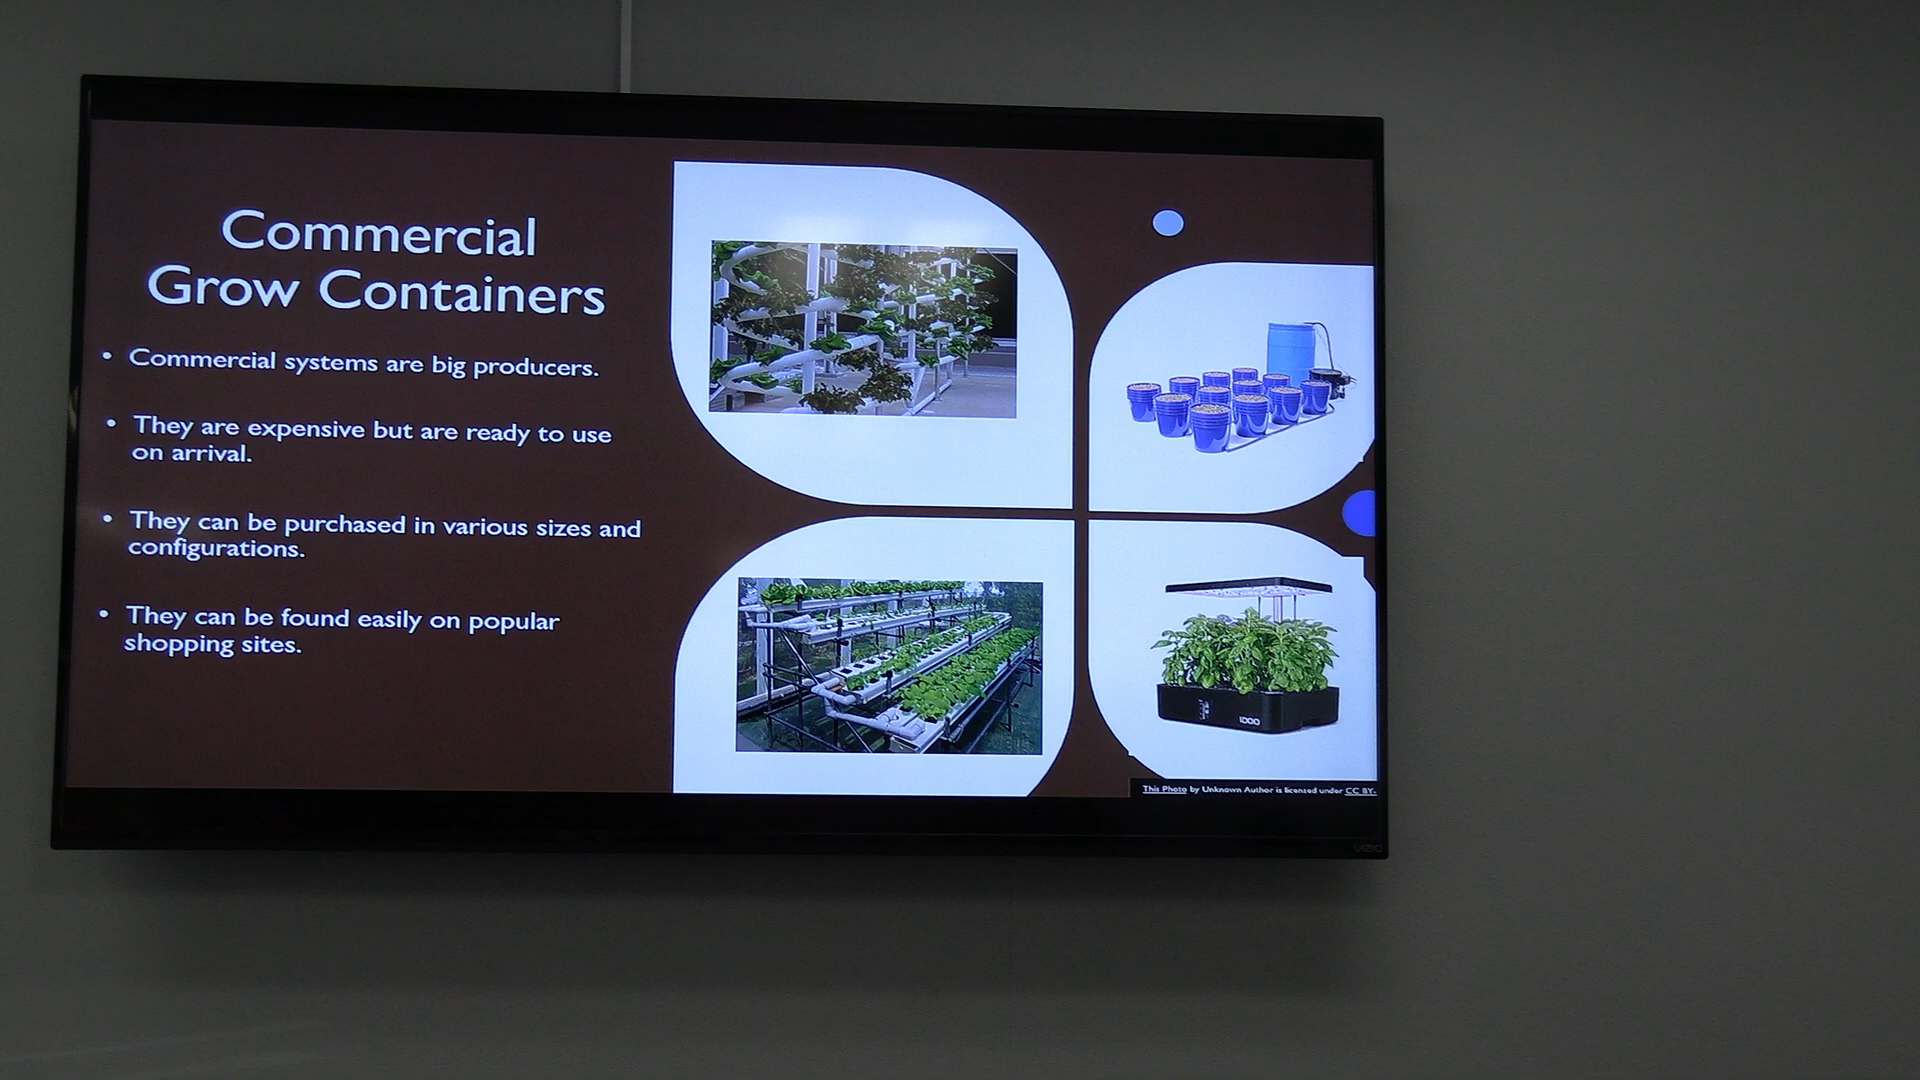 Commercial
Grow Containers
• Commercial systems are big producers.
• They are expensive but are ready to use
on arrival.
• They can be purchased in various sizes and
configurations.
• They can be found easily on popular
shopping sites.
iDOO
This Photo by Unknown Author is licensed under CC BY-
VIZIO